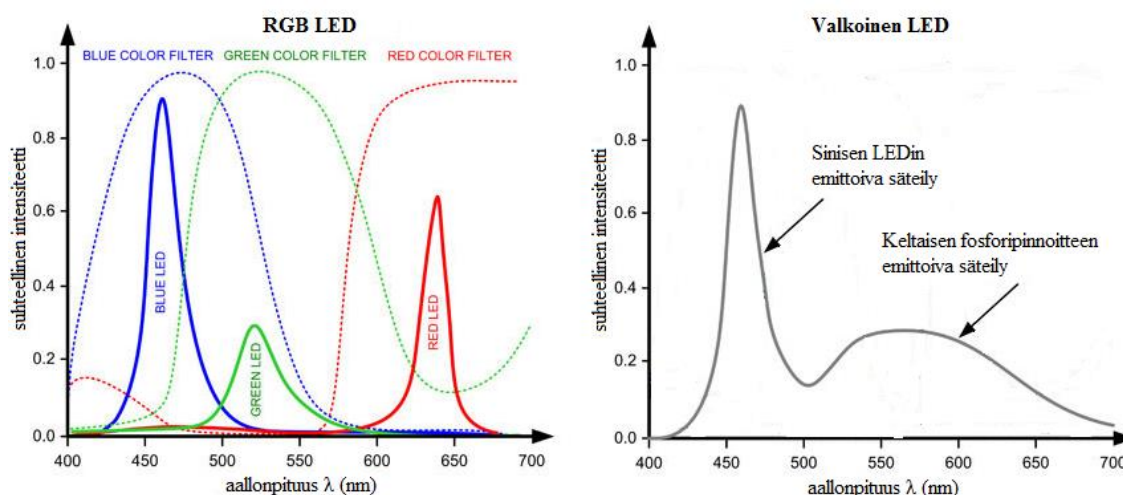 RGB LED
BLUE COLOR FILTER GREEN COLOR FILTER RED COLOR FILTER
suhteellinen intensiteetti
1.0
0.8
0.6
0.4
0.2
0.0
BLUE LED
GREEN LED
RED LED
400 450 500 550 600 650 700
aallonpituus λ (nm)
Valkoinen LED
suhteellinen intensiteetti
1.0
0.8
0.6
0.4
0.2
0.0
Sinisen LEDin
emittoiva säteily
Keltaisen fosforipinnoitteen
emittoiva säteily
400 450 500 550 600 650 700
aallonpituus λ (nm)